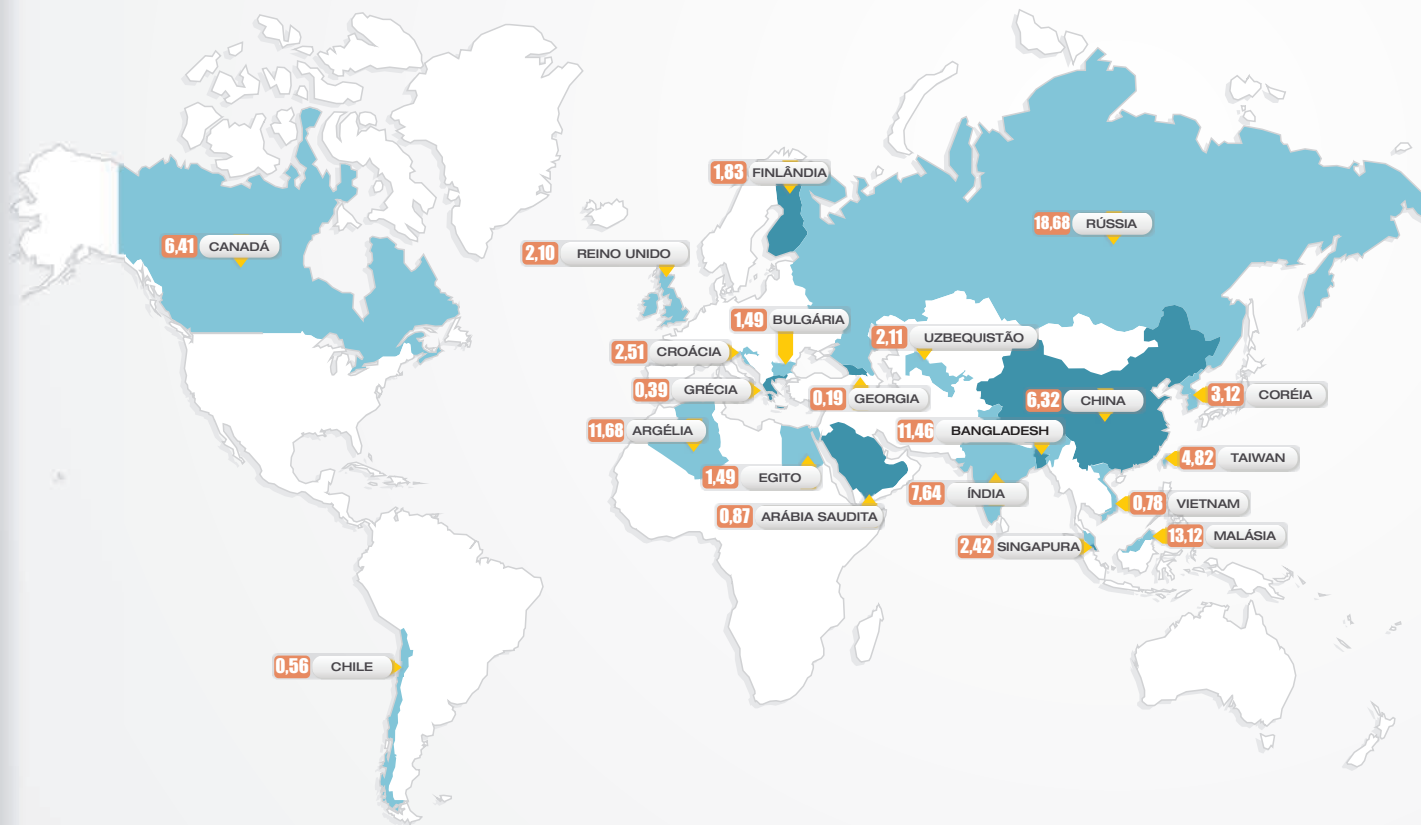 1,83 FINLÂNDIA
18,68 RÚSSIA
6,41 CANADÁ
2,10 REINO UNIDO
1,49 BULGÁRIA
2,11 UZBEQUISTÃO
2,51 CROÁCIA
0,39 GRÉCIA
0,19 GEORGIA
6,32 CHINA
3,12 CORÉIA
11,68 ARGÉLIA
11,46 BANGLADESH
4,82 TAIWAN
1,49 EGITO
7,64 ÍNDIA
0,78 VIETNAM
0,87 ARÁBIA SAUDITA
13,12 MALÁSIA
2,42 SINGAPURA
0,56 CHILE